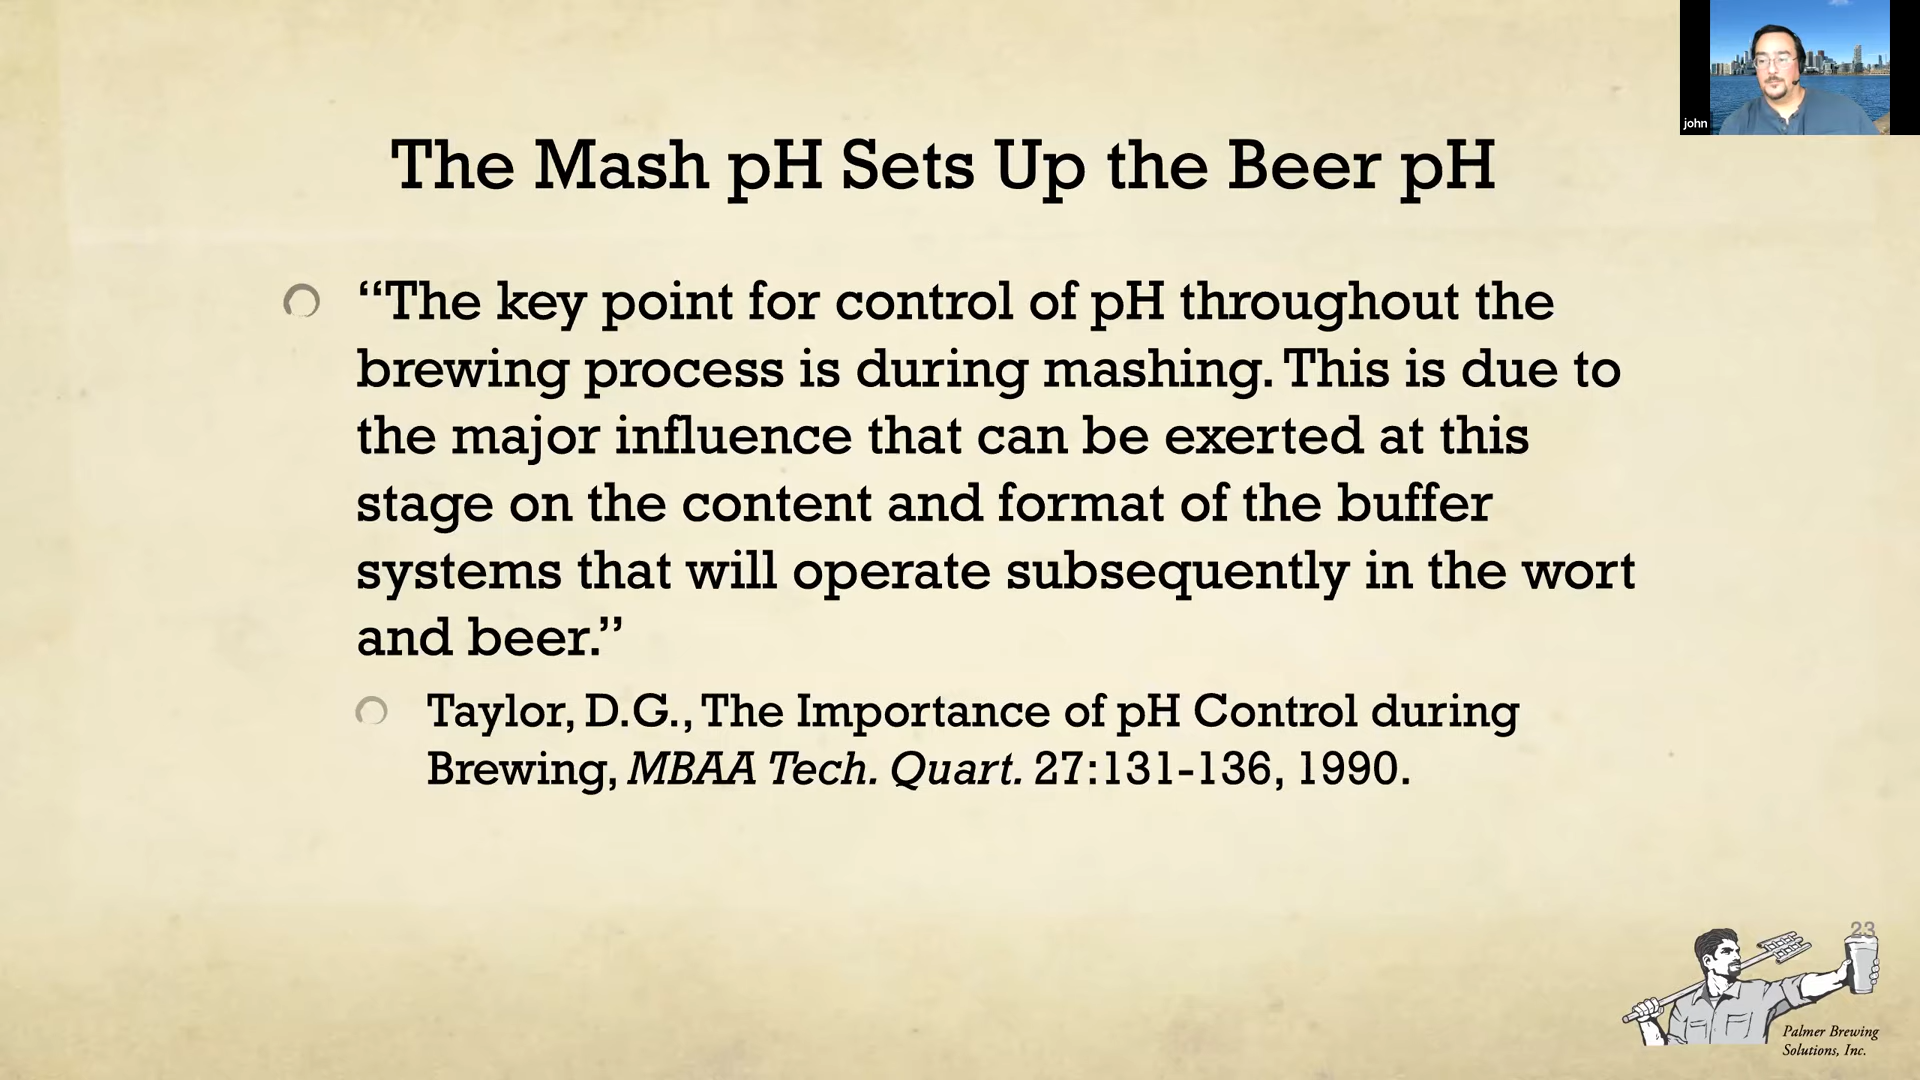 john
The Mash pH Sets Up the Beer pH
“The key point for control of pH throughout the
brewing process is during mashing. This is due to
the major influence that can be exerted at this
stage on the content and format of the buffer
systems that will operate subsequently in the wort
and beer.”
Taylor, D.G., The Importance of pH Control during
Brewing, MBAA Tech. Quart. 27:131-136, 1990.
23
Palmer Brewing
Solutions, Inc.